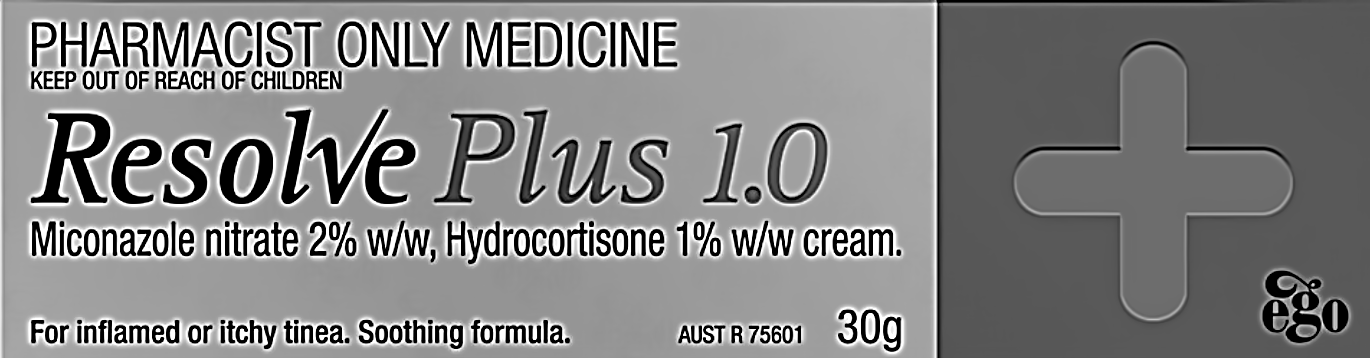 PHARMACIST ONLY MEDICINE
KEEP OUT OF REACH OF CHILDREN
Resolve Plus 1.0
Miconazole nitrate 2% w/w, Hydrocortisone 1% w/w cream.
For inflamed or itchy tinea. Soothing formula. AUST R 75601 30g
ego